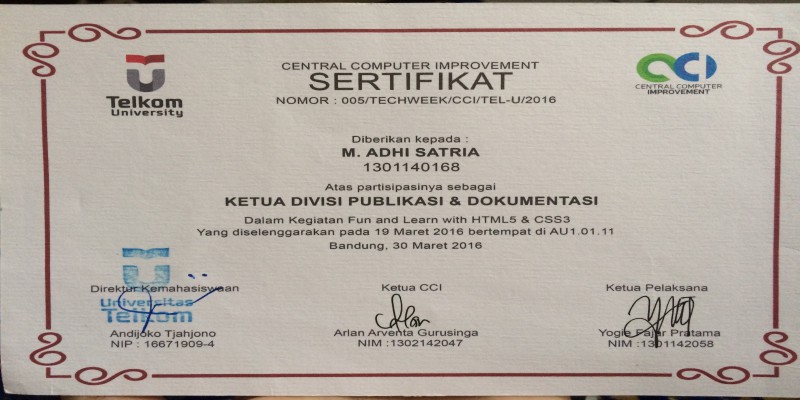 Telkom
University
CENTRAL COMPUTER IMPROVEMENT
SERTIFIKAT
NOMOR : 005/TECHWEEK/CCI/TEL-U/2016
CCI
CENTRAL COMPUTER
IMPROVEMENT
Diberikan kepada :
M. ADHI SATRIA
1301140168
Atas partisipasinya sebagai
KETUA DIVISI PUBLIKASI & DOKUMENTASI
Dalam Kegiatan Fun and Learn with HTML5 & CSS3
Yang diselenggarakan pada 19 Maret 2016 bertempat di AU1.01.11
Bandung, 30 Maret 2016
Direktur Kemahasiswaan
Universitas
Telkom
Andijoko Tjahjono
NIP : 16671909-4
Ketua CCI
Arlan Arventa Gurusinga
NIM :1302142047
Ketua Pelaksana
Yogie Fajar Pratama
NIM :1301142058